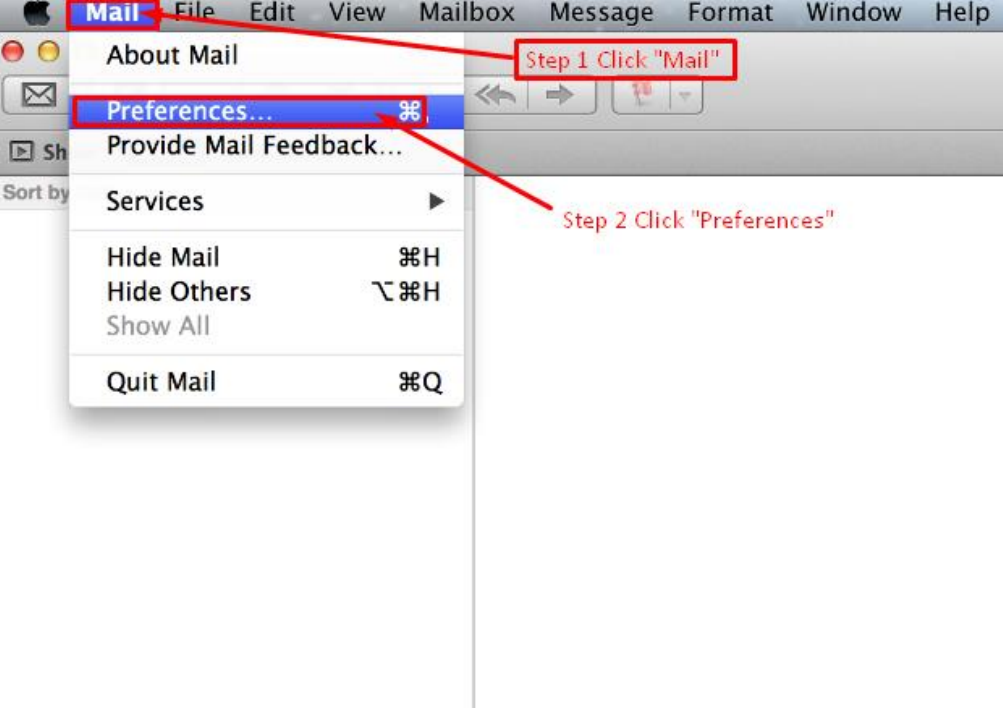 Mail File Edit View Mailbox Message Format Window Help
About Mail
Step 1 Click "Mail"
Preferences... ⌘,
Provide Mail Feedback...
Sh
Sort by
Services ▶
Step 2 Click "Preferences"
Hide Mail ⌘H
Hide Others ⌥⌘H
Show All
Quit Mail ⌘Q